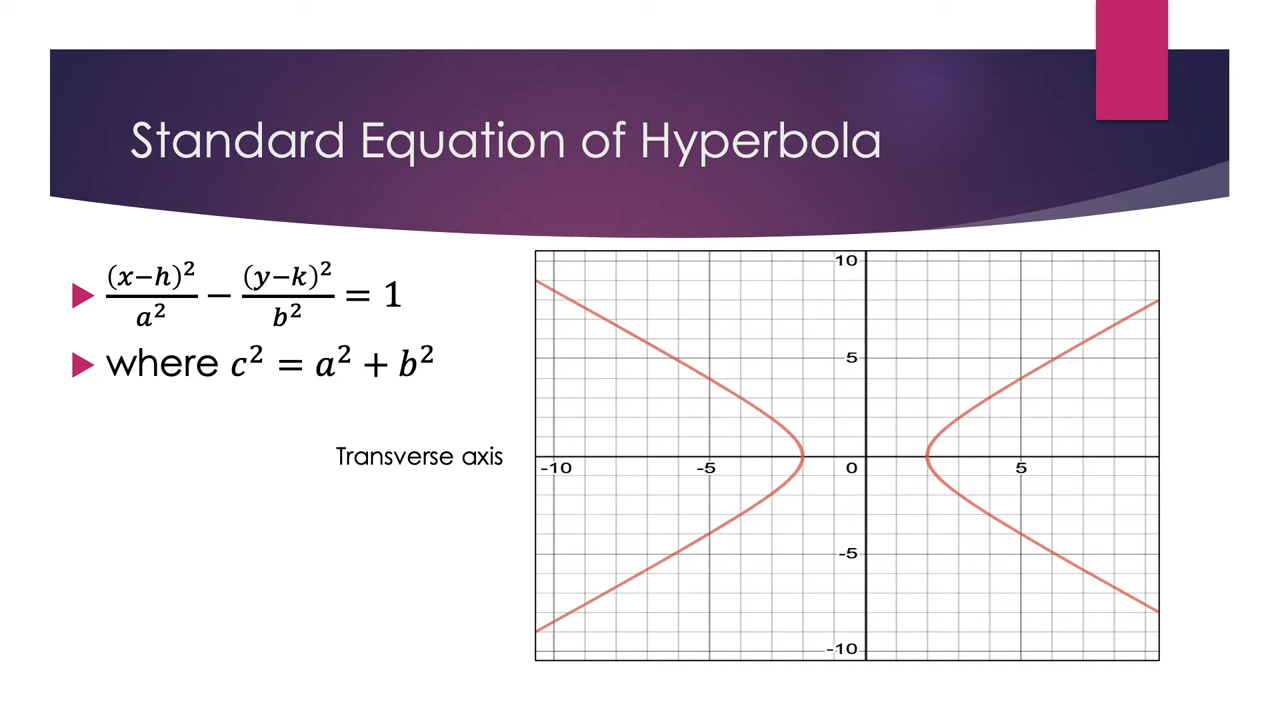 Standard Equation of Hyperbola
(x−h)²/a² − (y−k)²/b² = 1
where c² = a² + b²
Transverse axis
10
5
-10 -5 0 5
-5
-10